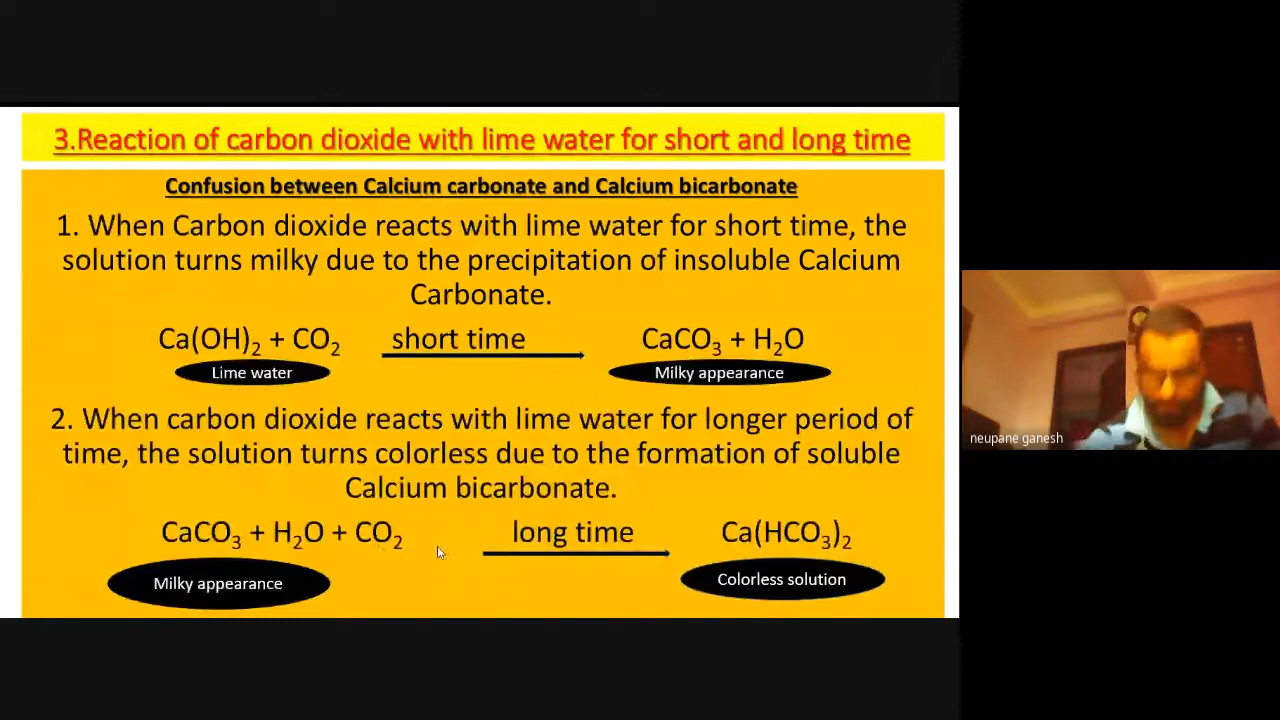 3.Reaction of carbon dioxide with lime water for short and long time
Confusion between Calcium carbonate and Calcium bicarbonate
1. When Carbon dioxide reacts with lime water for short time, the
solution turns milky due to the precipitation of insoluble Calcium
Carbonate.
Ca(OH)₂ + CO₂ short time CaCO₃ + H₂O
Lime water Milky appearance
2. When carbon dioxide reacts with lime water for longer period of
time, the solution turns colorless due to the formation of soluble
Calcium bicarbonate.
CaCO₃ + H₂O + CO₂ long time Ca(HCO₃)₂
Milky appearance Colorless solution
neupane ganesh